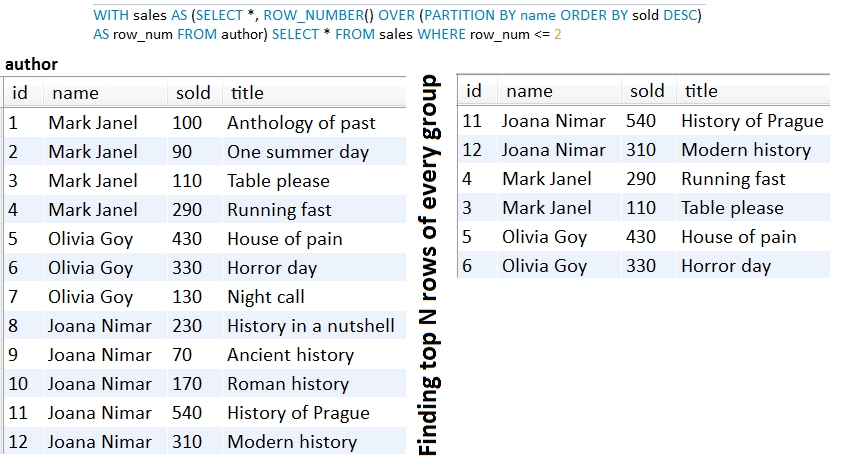 WITH sales AS (SELECT *, ROW_NUMBER() OVER (PARTITION BY name ORDER BY sold DESC)
AS row_num FROM author) SELECT * FROM sales WHERE row_num <= 2
author
id name sold title
1 Mark Janel 100 Anthology of past
2 Mark Janel 90 One summer day
3 Mark Janel 110 Table please
4 Mark Janel 290 Running fast
5 Olivia Goy 430 House of pain
6 Olivia Goy 330 Horror day
7 Olivia Goy 130 Night call
8 Joana Nimar 230 History in a nutshell
9 Joana Nimar 70 Ancient history
10 Joana Nimar 170 Roman history
11 Joana Nimar 540 History of Prague
12 Joana Nimar 310 Modern history
Finding top N rows of every group
id name sold title
11 Joana Nimar 540 History of Prague
12 Joana Nimar 310 Modern history
4 Mark Janel 290 Running fast
3 Mark Janel 110 Table please
5 Olivia Goy 430 House of pain
6 Olivia Goy 330 Horror day